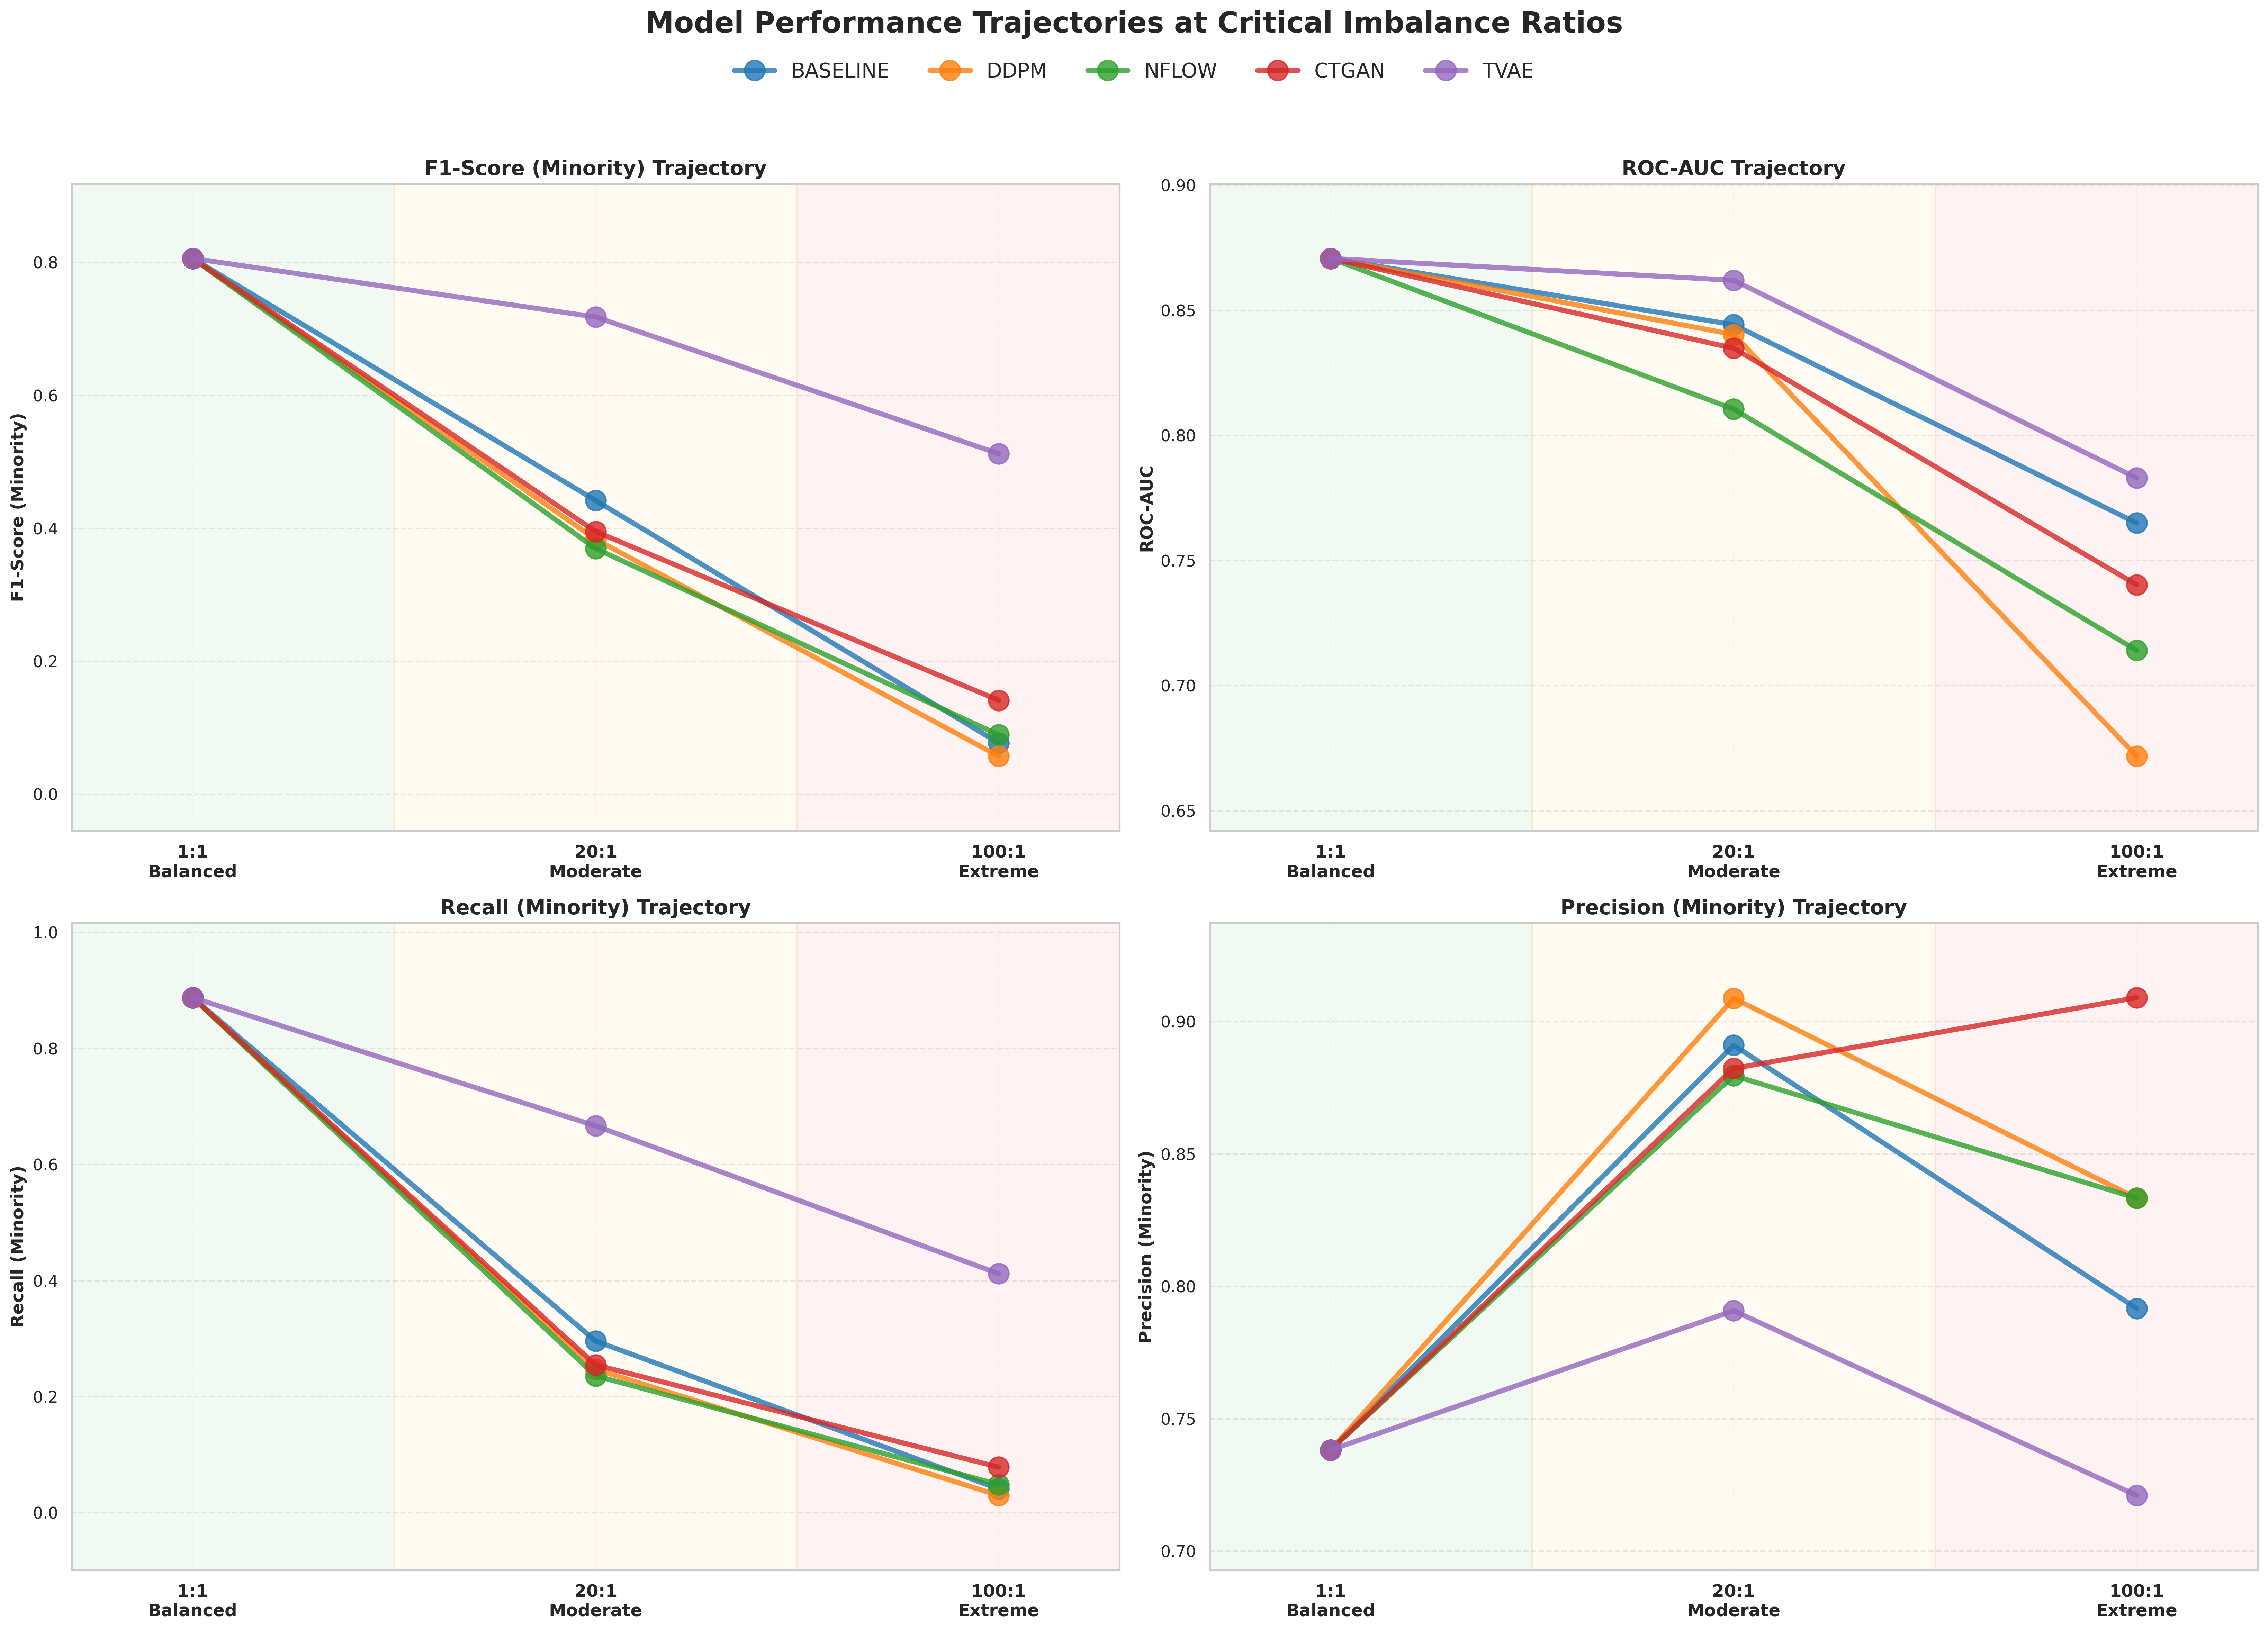 Model Performance Trajectories at Critical Imbalance Ratios
BASELINE DDPM NFLOW CTGAN TVAE
F1-Score (Minority) Trajectory
F1-Score (Minority)
0.8
0.6
0.4
0.2
0.0
1:1 20:1 100:1
Balanced Moderate Extreme
ROC-AUC Trajectory
ROC-AUC
0.90
0.85
0.80
0.75
0.70
0.65
1:1 20:1 100:1
Balanced Moderate Extreme
Recall (Minority) Trajectory
Recall (Minority)
1.0
0.8
0.6
0.4
0.2
0.0
1:1 20:1 100:1
Balanced Moderate Extreme
Precision (Minority) Trajectory
Precision (Minority)
0.90
0.85
0.80
0.75
0.70
1:1 20:1 100:1
Balanced Moderate Extreme